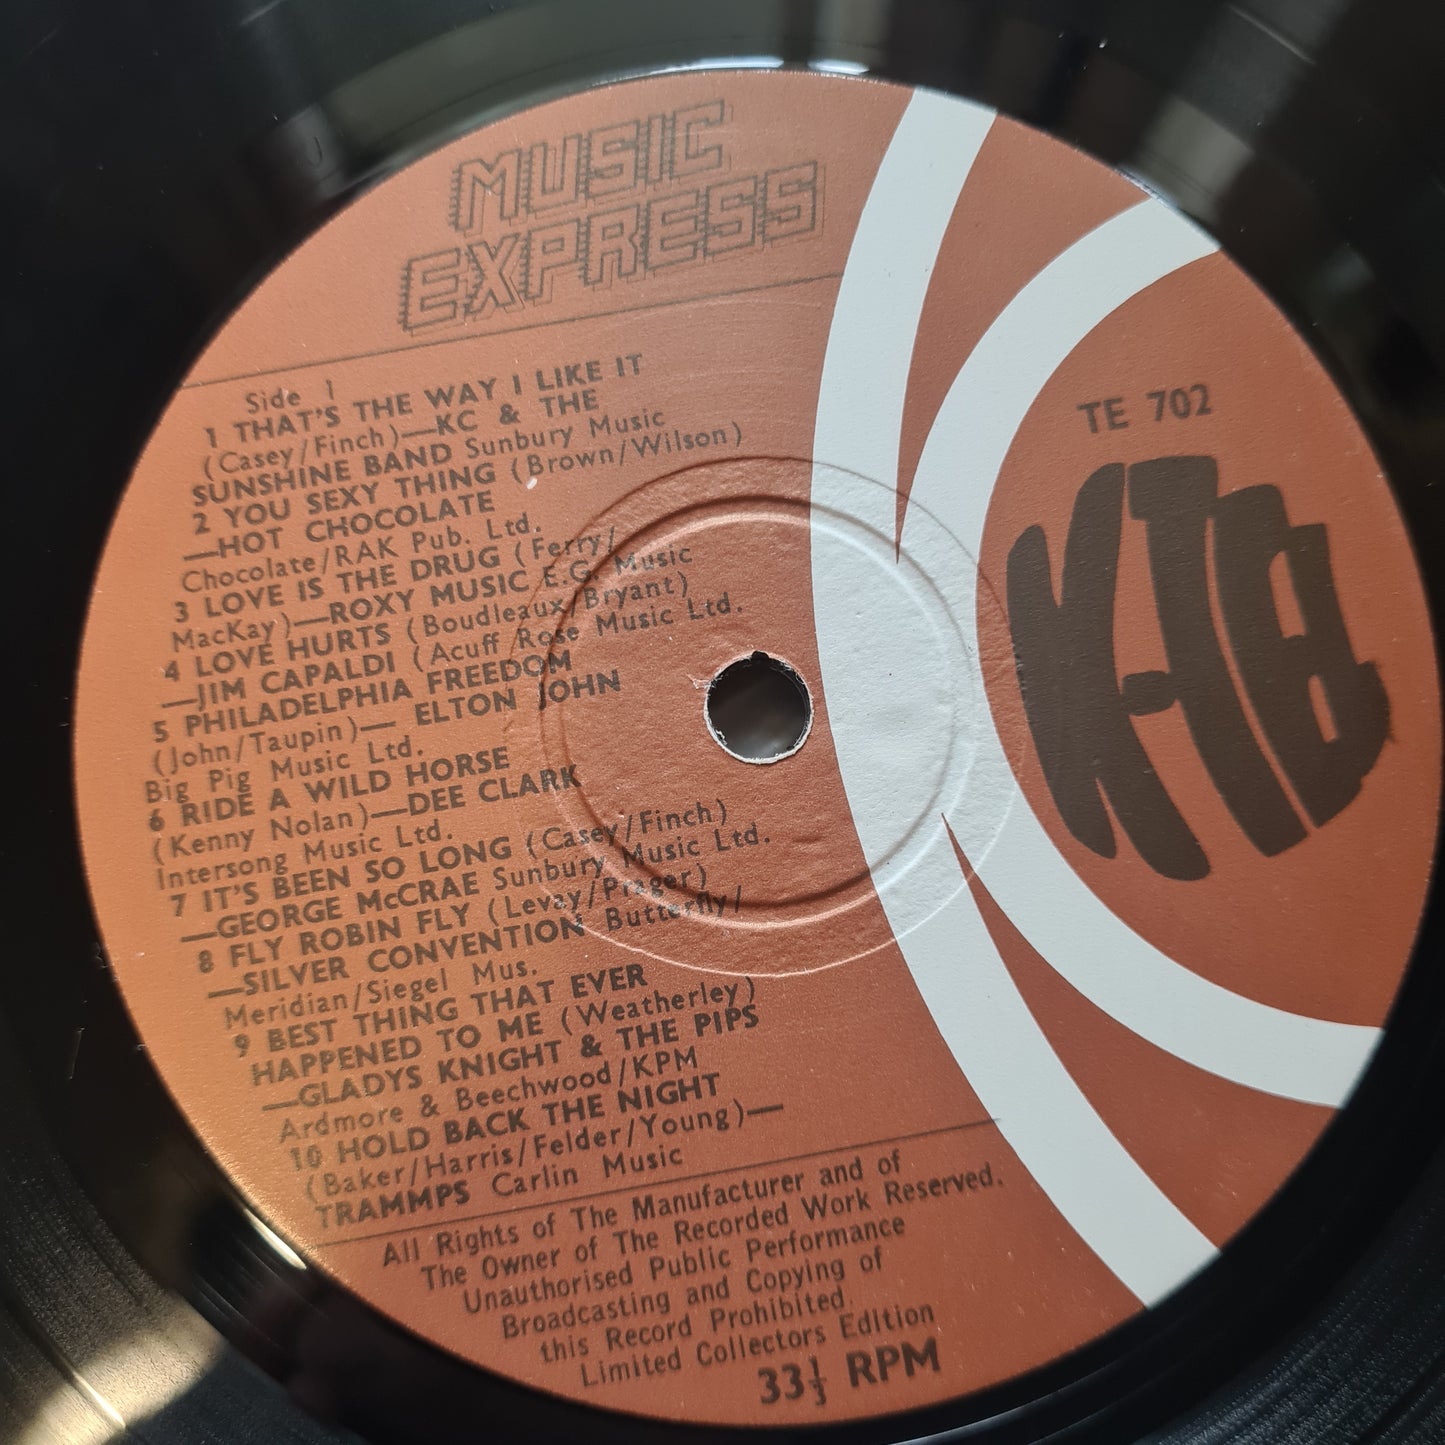 MUSIC
EXPRESS
Side 1
1 THAT'S THE WAY I LIKE IT
(Casey/Finch)—KC & THE
SUNSHINE BAND Sunbury Music
2 YOU SEXY THING (Brown/Wilson)
—HOT CHOCOLATE
Chocolate/RAK Pub. Ltd.
3 LOVE IS THE DRUG (Ferry/
MacKay)—ROXY MUSIC E.G. Music
4 LOVE HURTS (Boudleaux/Bryant)
—JIM CAPALDI (Acuff Rose Music Ltd.
5 PHILADELPHIA FREEDOM
(John/Taupin)— ELTON JOHN
Big Pig Music Ltd.
6 RIDE A WILD HORSE
(Kenny Nolan)—DEE CLARK
Intersong Music Ltd.
7 IT'S BEEN SO LONG (Casey/Finch)
—GEORGE McCRAE Sunbury Music Ltd.
8 FLY ROBIN FLY (Levay/Prager)
—SILVER CONVENTION Butterfly/
Meridian/Siegel Mus.
9 BEST THING THAT EVER
HAPPENED TO ME (Weatherley)
—GLADYS KNIGHT & THE PIPS
Ardmore & Beechwood/KPM
10 HOLD BACK THE NIGHT
(Baker/Harris/Felder/Young)—
TRAMMPS Carlin Music
All Rights of The Manufacturer and of
The Owner of The Recorded Work Reserved.
Unauthorised Public Performance
Broadcasting and Copying of
this Record Prohibited.
Limited Collectors Edition
33⅓ RPM
TE 702
K-TEL